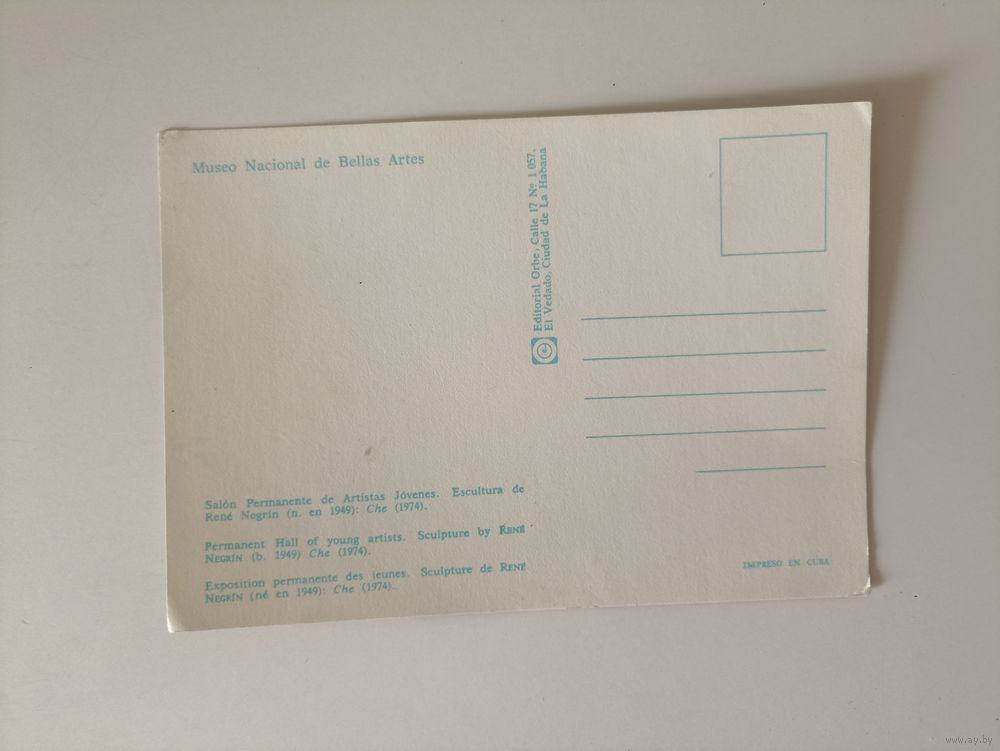 Museo Nacional de Bellas Artes
Editorial Orbe, Calle 17 Nº 1 057.
El Vedado, Ciudad de La Habana
Salón Permanente de Artistas Jóvenes. Escultura de
René Negrín (n. en 1949): Che (1974).
Permanent Hall of young artists. Sculpture by RENÉ
NEGRÍN (b. 1949) Che (1974).
Exposition permanente des jeunes. Sculpture de RENÉ
NEGRÍN (né en 1949): Che (1974).
IMPRESO EN CUBA
www.ay.by